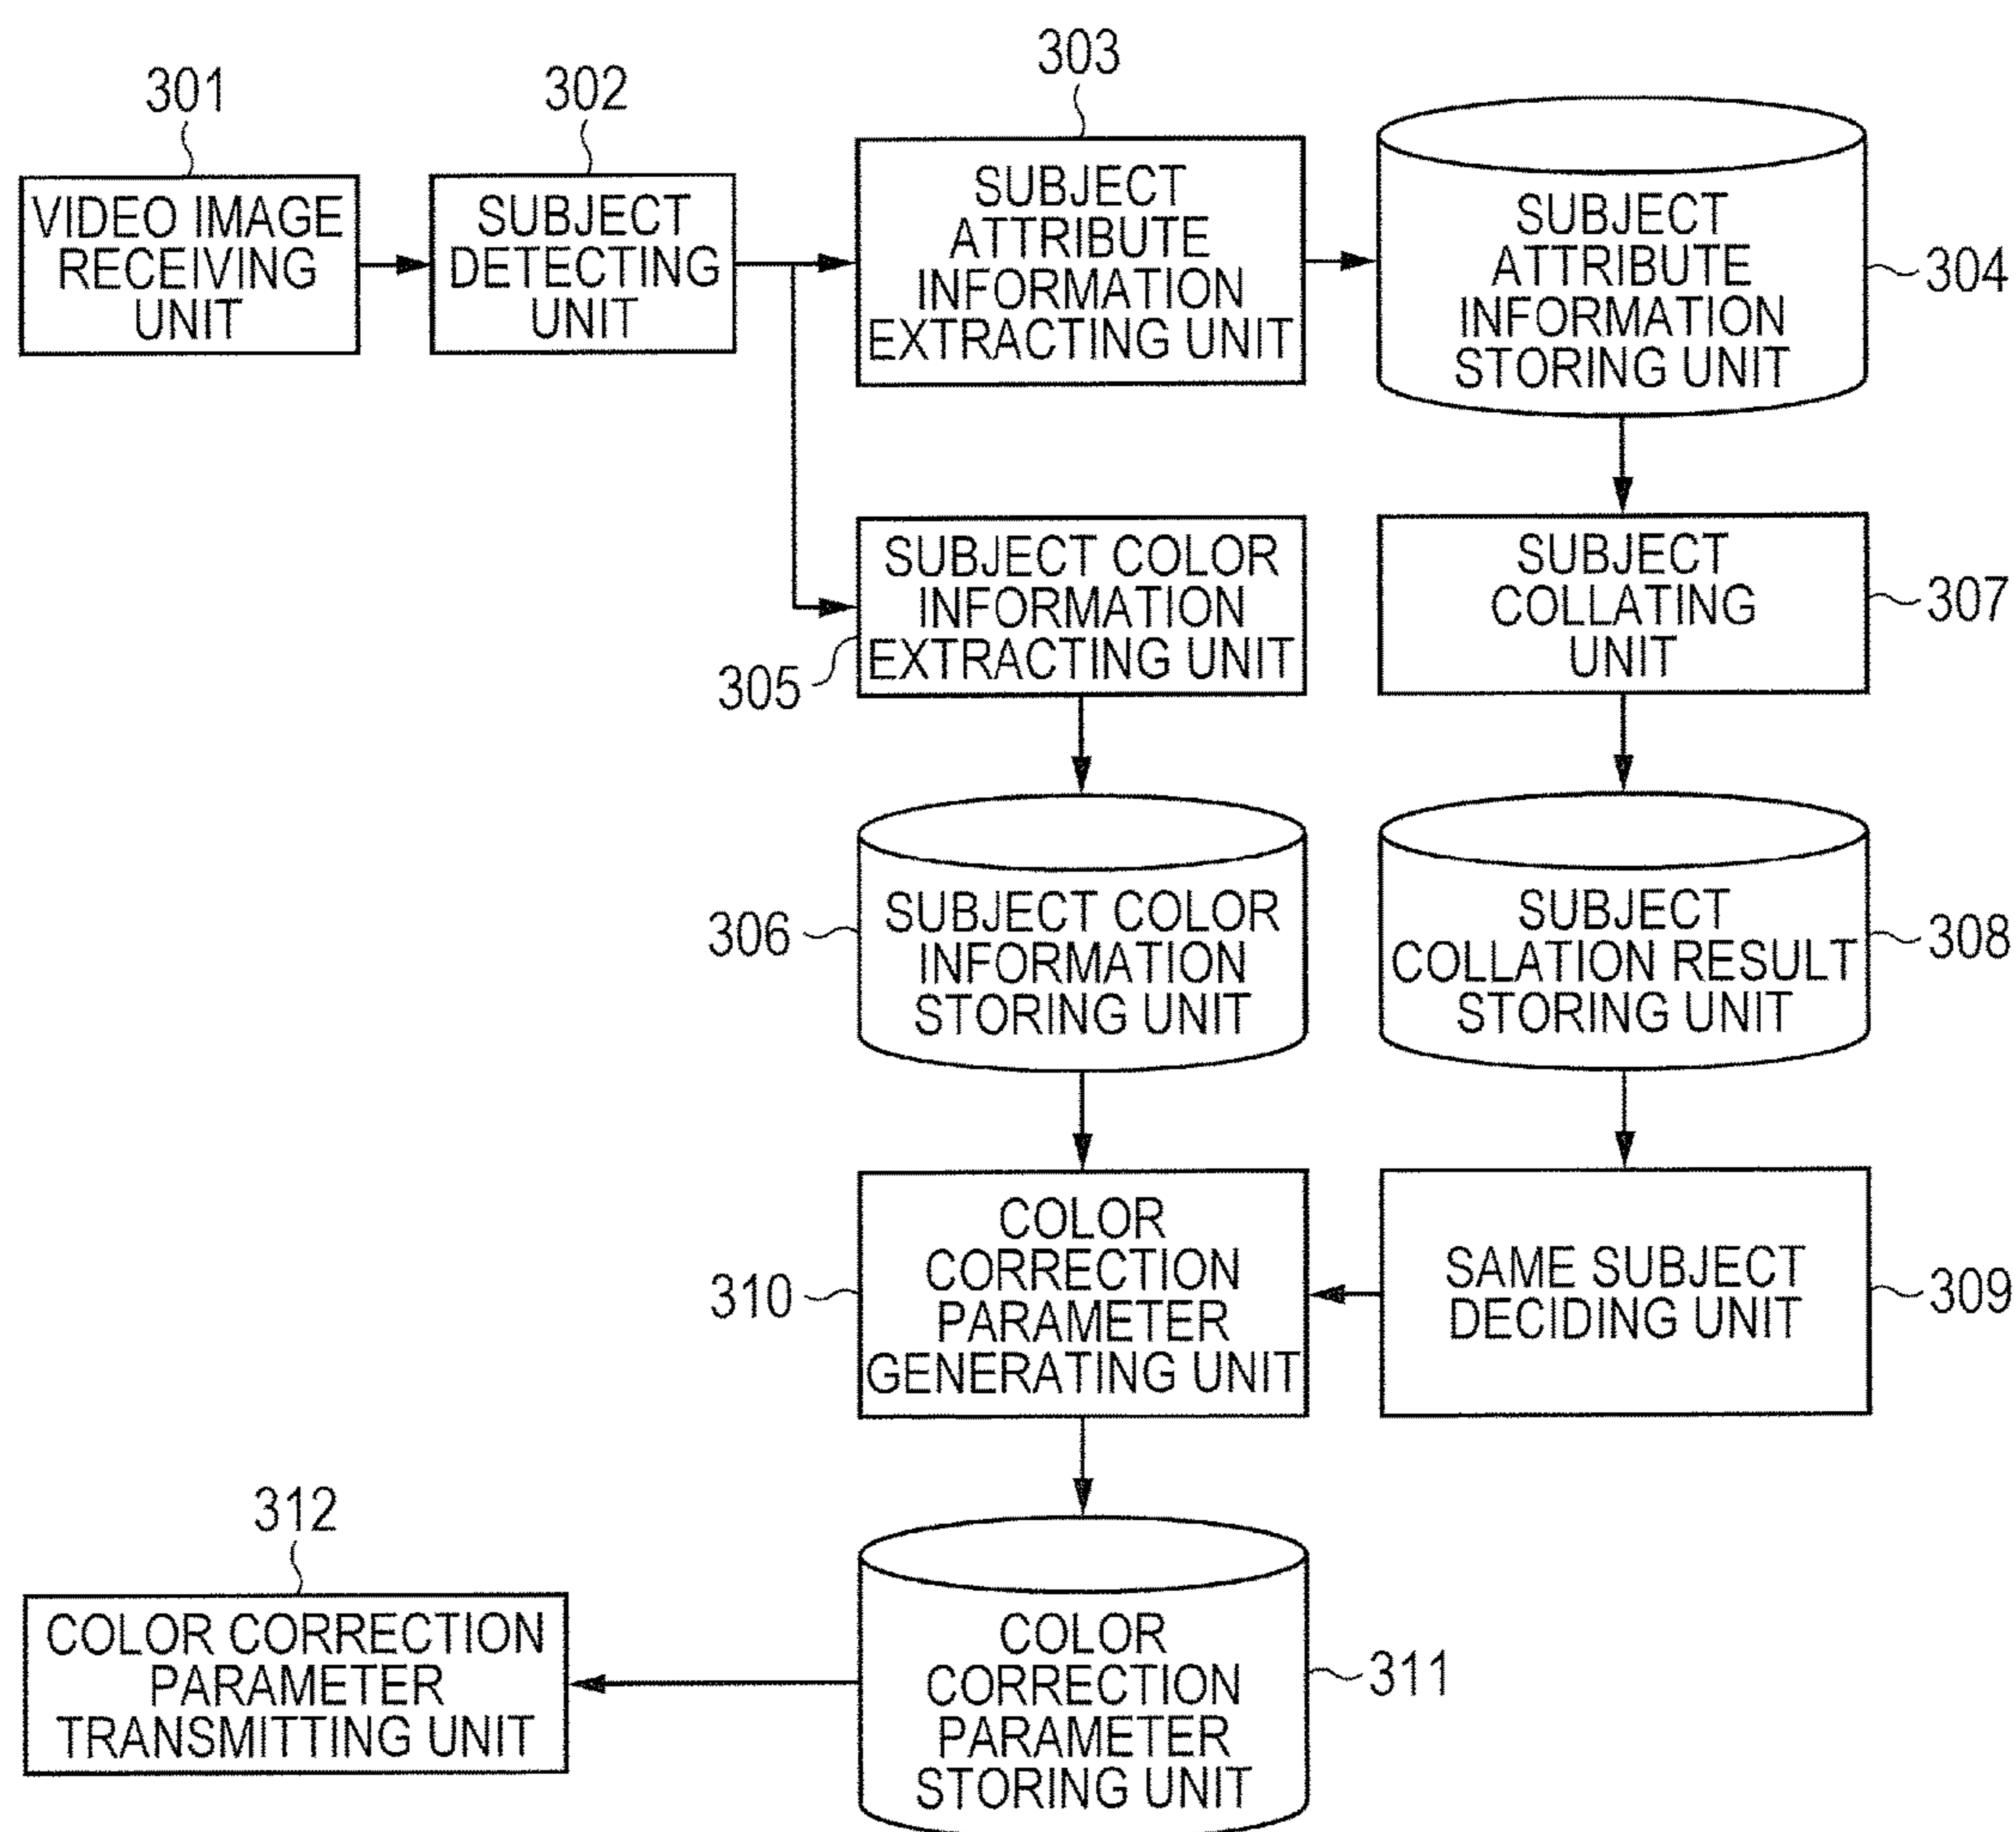 301
VIDEO IMAGE
RECEIVING
UNIT
302
SUBJECT
DETECTING
UNIT
303
SUBJECT
ATTRIBUTE
INFORMATION
EXTRACTING UNIT
SUBJECT
ATTRIBUTE
INFORMATION
STORING UNIT
304
SUBJECT COLOR
INFORMATION
EXTRACTING UNIT
305
SUBJECT
COLLATING
UNIT
307
306
SUBJECT COLOR
INFORMATION
STORING UNIT
SUBJECT
COLLATION RESULT
STORING UNIT
308
310
COLOR
CORRECTION
PARAMETER
GENERATING UNIT
SAME SUBJECT
DECIDING UNIT
309
312
COLOR CORRECTION
PARAMETER
TRANSMITTING UNIT
COLOR
CORRECTION
PARAMETER
STORING UNIT
311